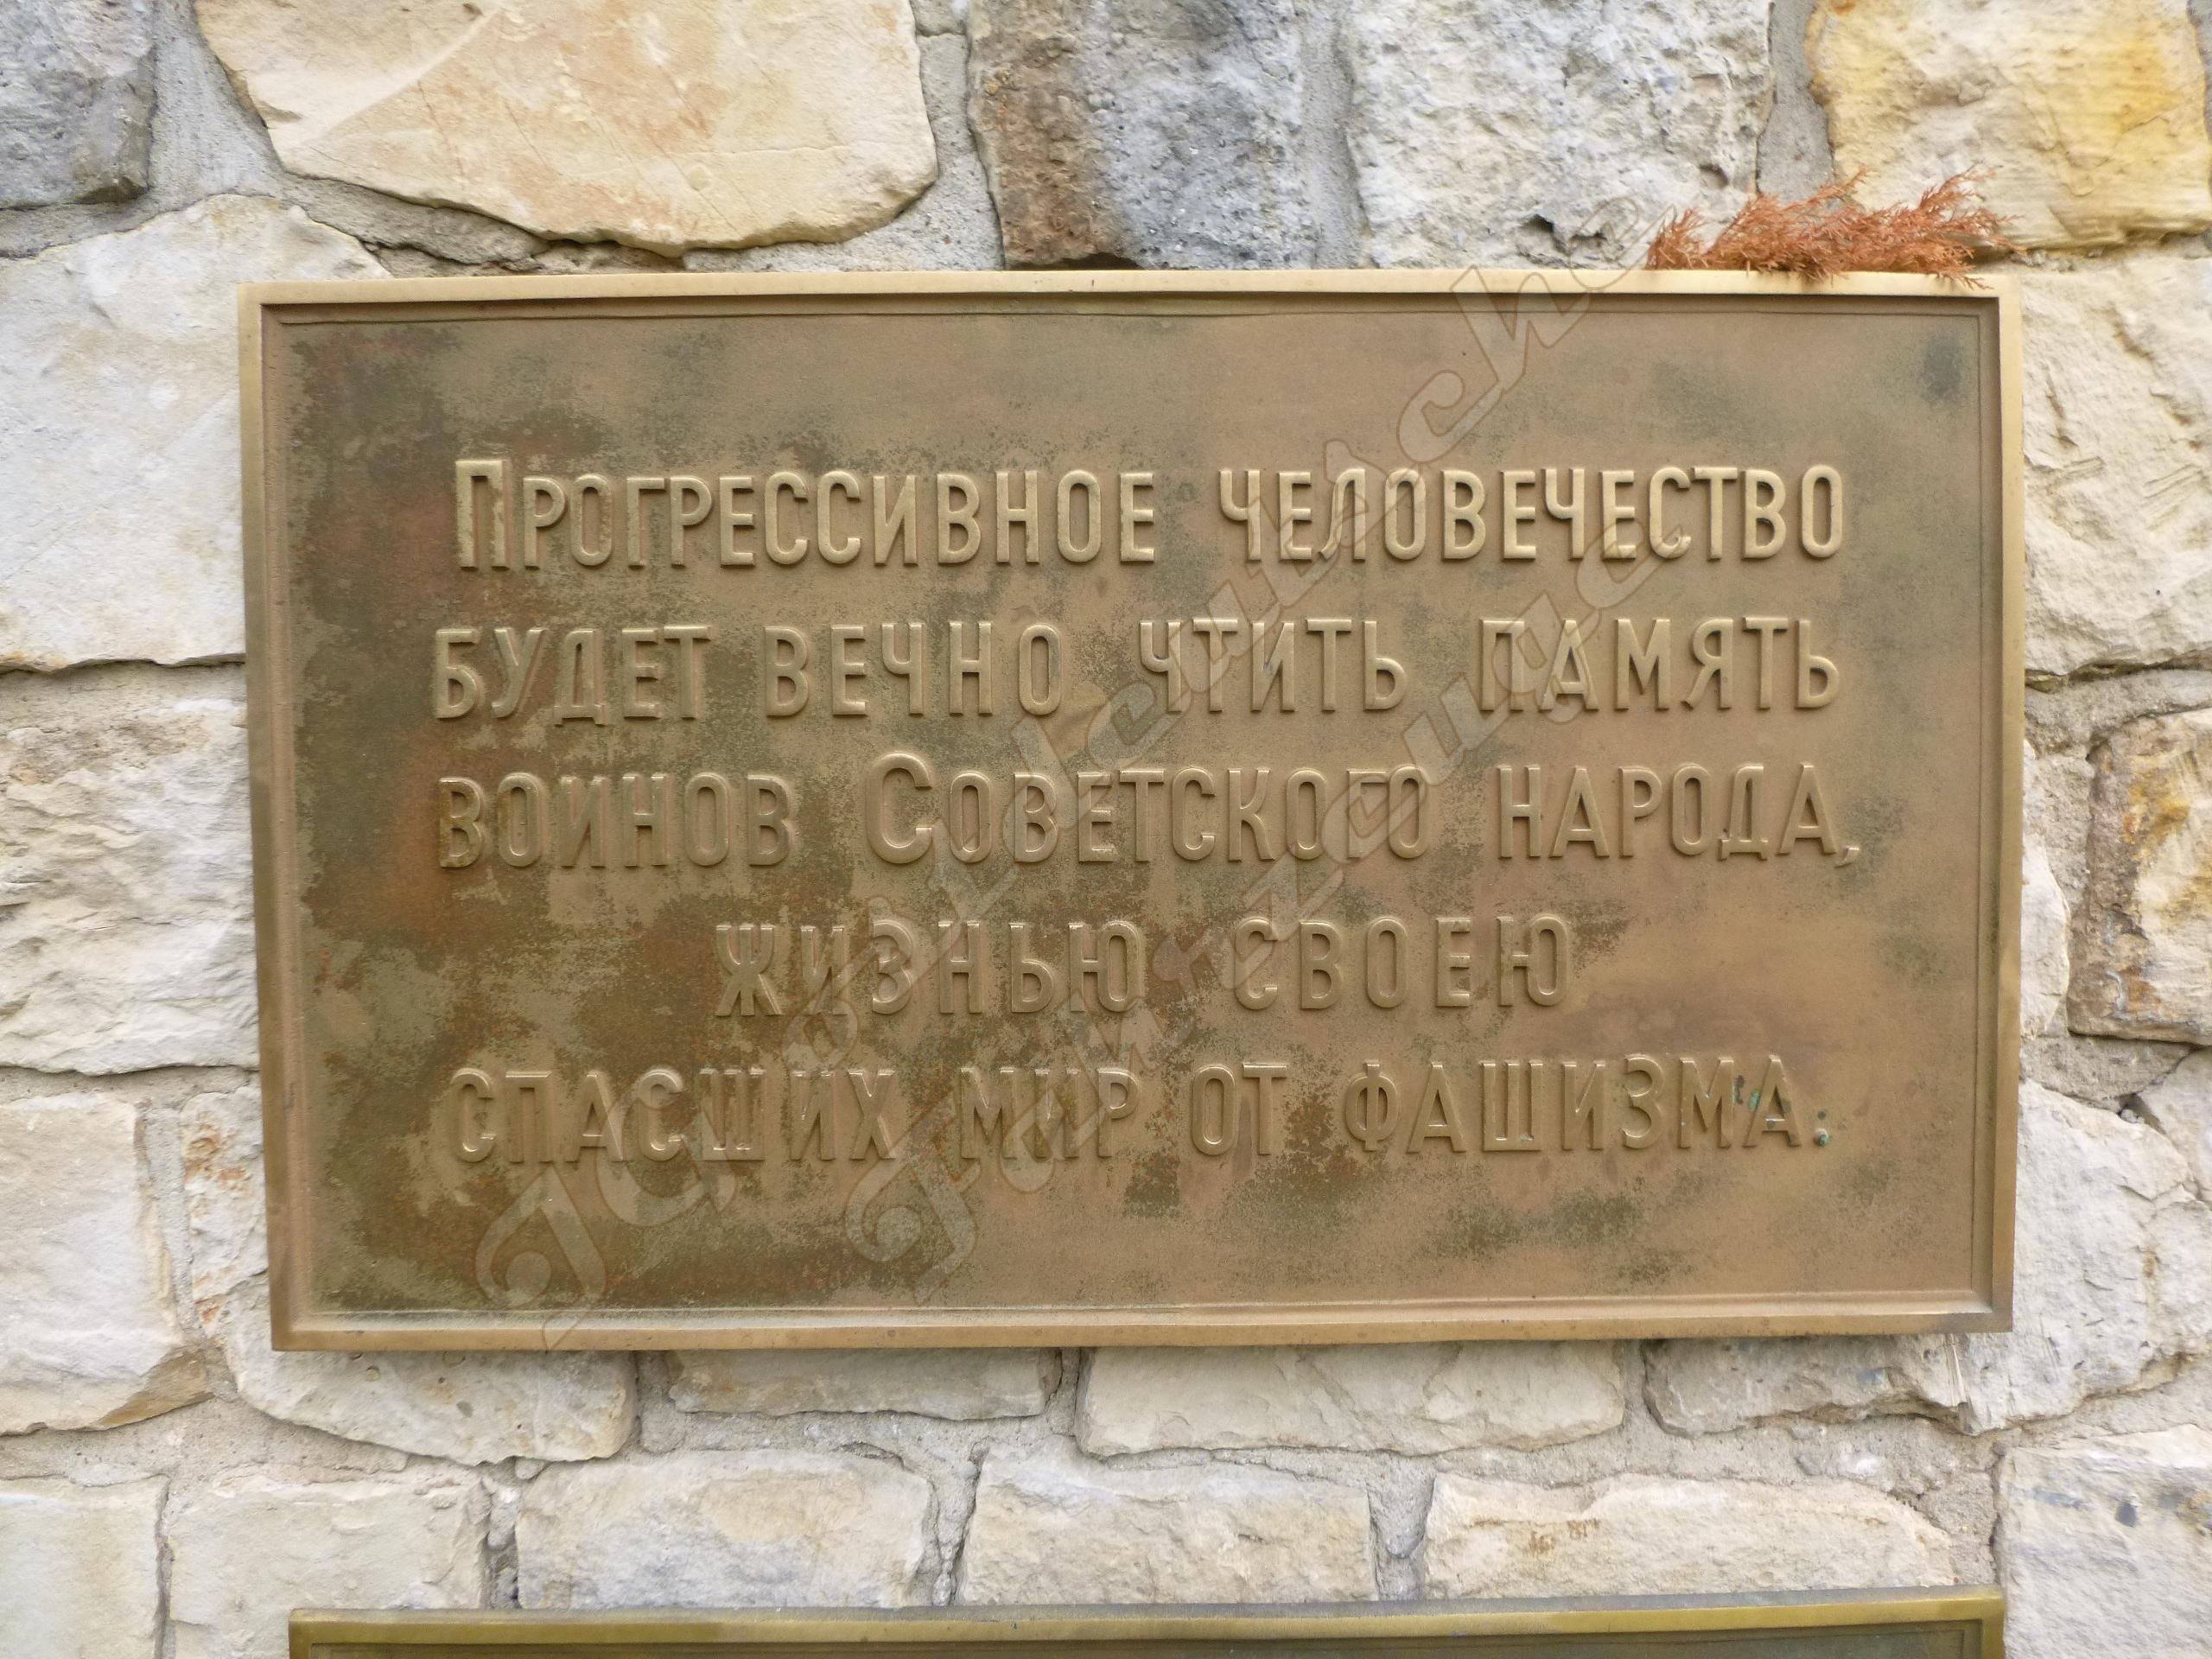 Прогрессивное человечество
будет вечно чтить память
воинов Советского народа,
жизнью своею
спасших мир от фашизма.